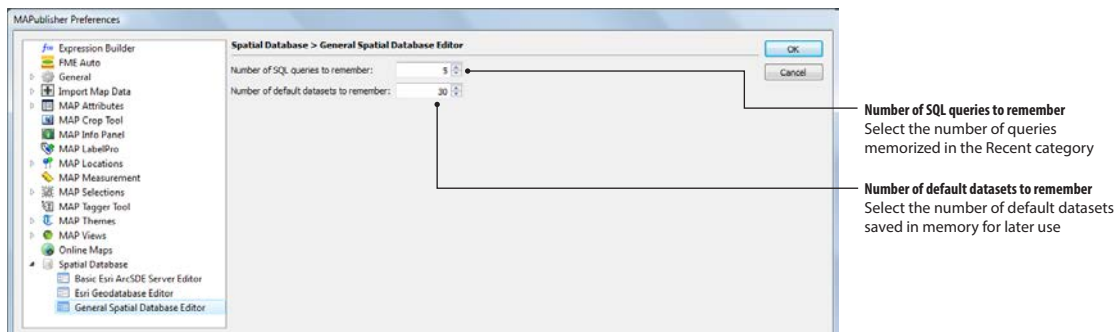 MAPublisher Preferences
Expression Builder
FME Auto
General
Import Map Data
MAP Attributes
MAP Crop Tool
MAP Info Panel
MAP LabelPro
MAP Locations
MAP Measurement
MAP Selections
MAP Tagger Tool
MAP Themes
MAP Views
Online Maps
Spatial Database
Basic Esri ArcSDE Server Editor
Esri Geodatabase Editor
General Spatial Database Editor
Spatial Database > General Spatial Database Editor
Number of SQL queries to remember: 5
Number of default datasets to remember: 30
OK
Cancel
Number of SQL queries to remember
Select the number of queries
memorized in the Recent category
Number of default datasets to remember
Select the number of default datasets
saved in memory for later use